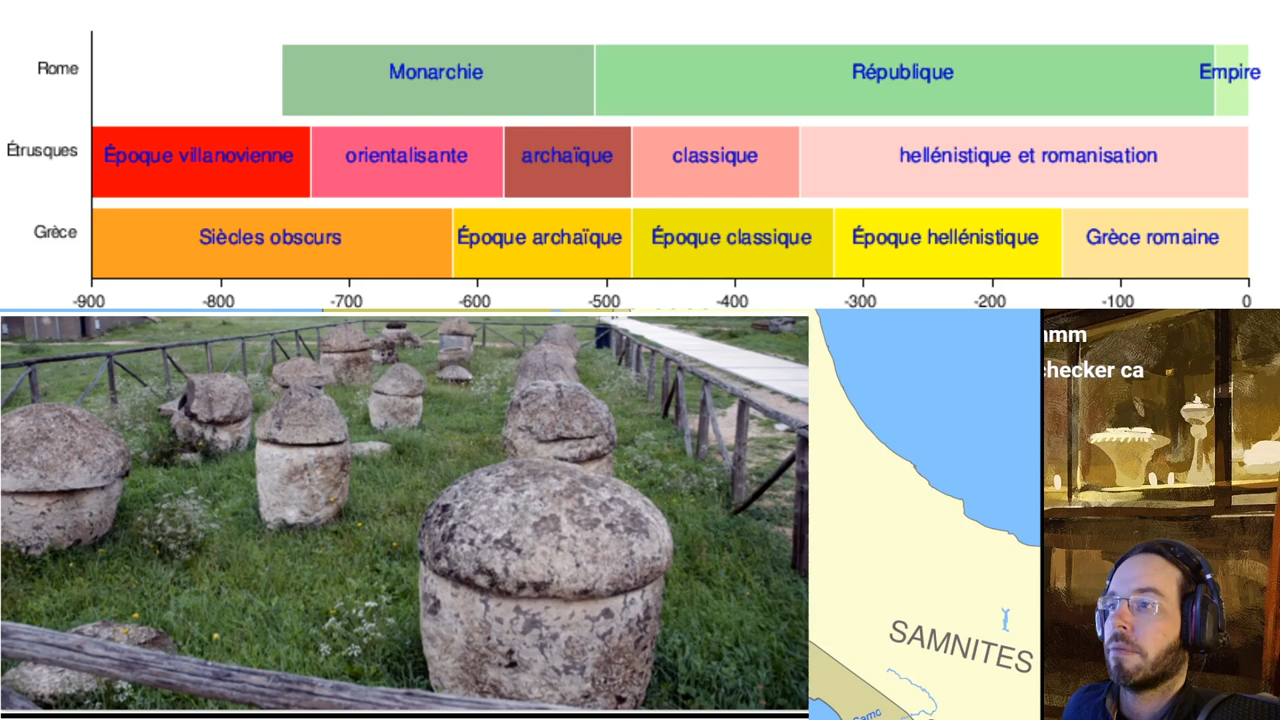 Rome
Monarchie
République
Empire
Étrusques
Époque villanovienne
orientalisante
archaïque
classique
hellénistique et romanisation
Grèce
Siècles obscurs
Époque archaïque
Époque classique
Époque hellénistique
Grèce romaine
-900 -800 -700 -600 -500 -400 -300 -200 -100 0
checker ca
SAMNITES